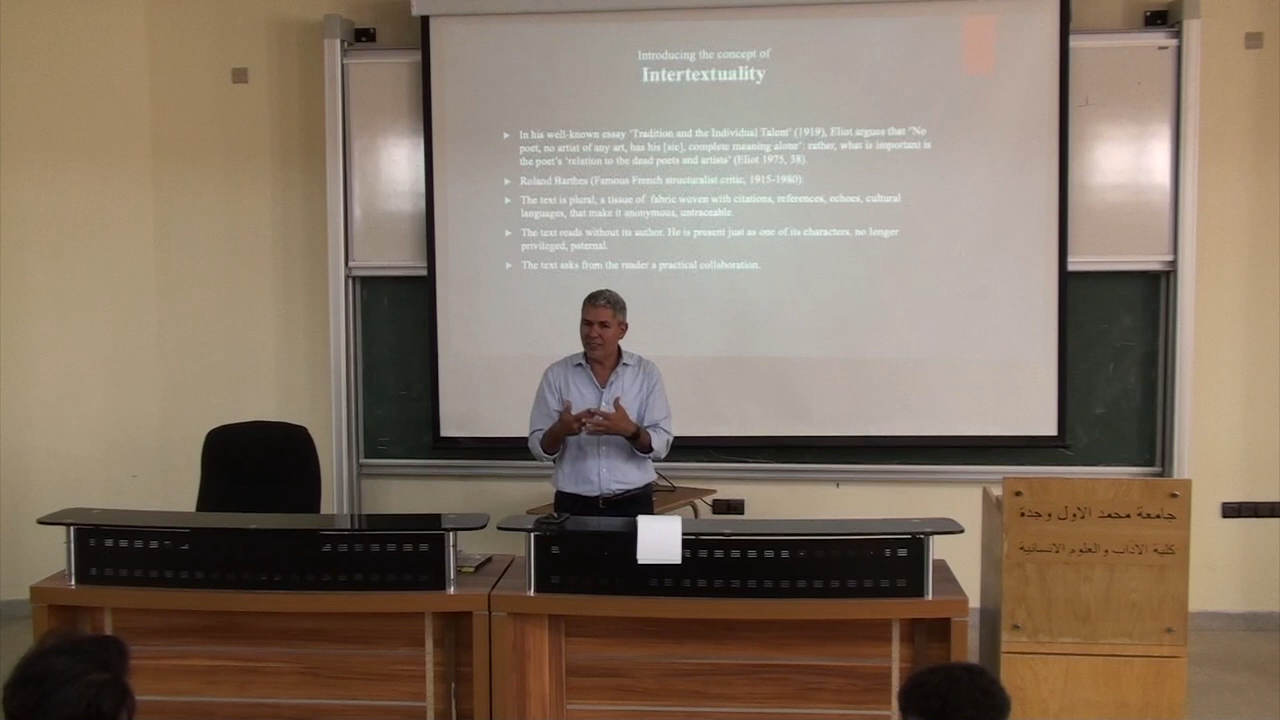 Introducing the concept of
Intertextuality
In his well-known essay 'Tradition and the Individual Talent' (1919), Eliot argues that 'No
poet, no artist of any art, has his [sic], complete meaning alone': rather, what is important is
the poet's 'relation to the dead poets and artists' (Eliot 1975, 38).
Roland Barthes (Famous French structuralist critic, 1915-1980):
The text is plural, a tissue of fabric woven with citations, references, echoes, cultural
languages, that make it anonymous, untraceable.
The text reads without its author. He is present just as one of its characters, no longer
privileged, paternal.
The text asks from the reader a practical collaboration.
جامعة محمد الاول وجدة
كلية الاداب والعلوم الانسانية